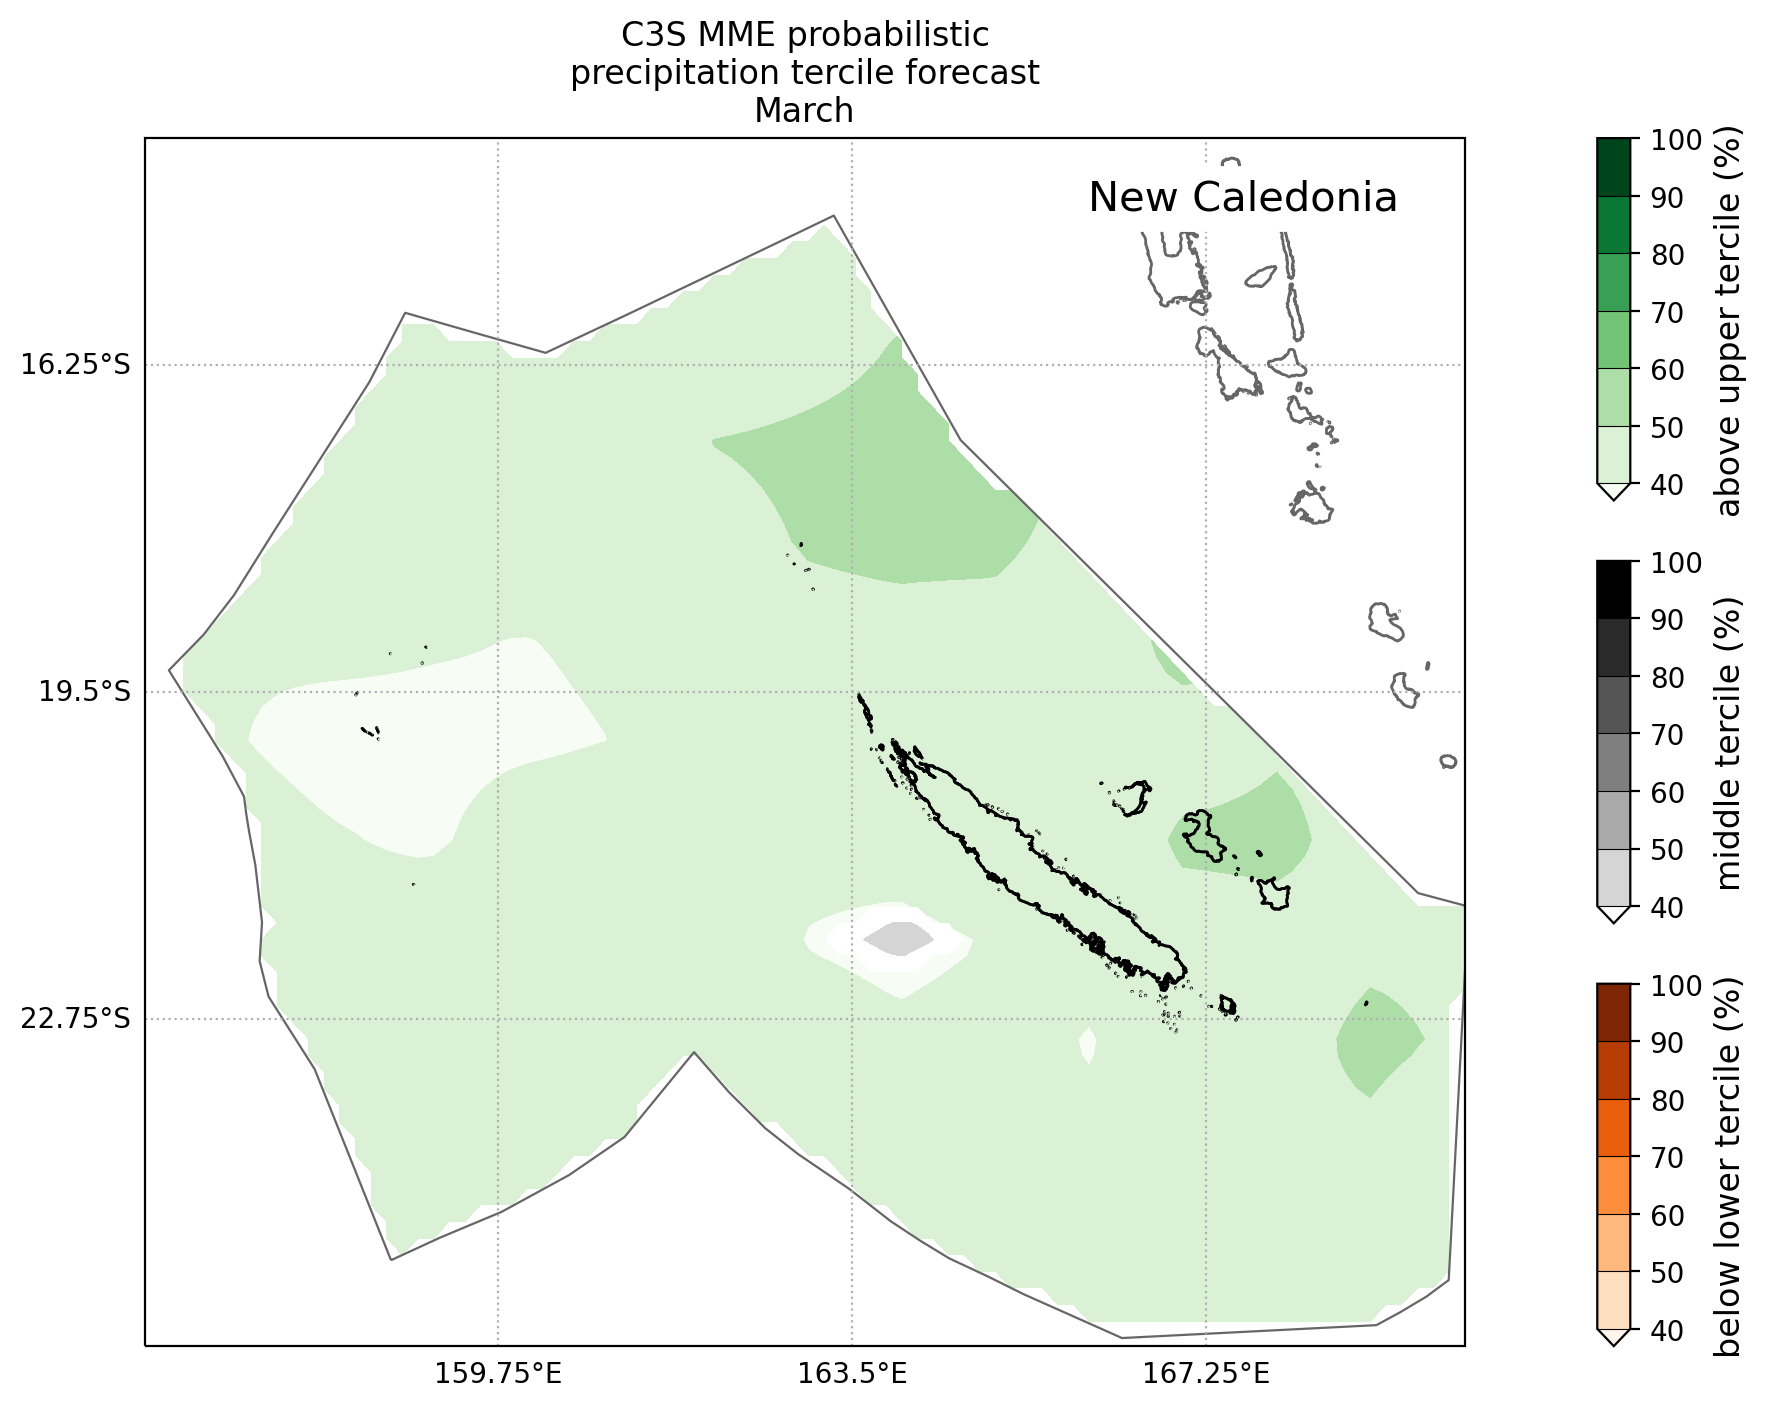 C3S MME probabilistic
precipitation tercile forecast
March
New Caledonia
16.25°S
19.5°S
22.75°S
159.75°E
163.5°E
167.25°E
100
90
80
70
60
50
40
above upper tercile (%)
100
90
80
70
60
50
40
middle tercile (%)
100
90
80
70
60
50
40
below lower tercile (%)